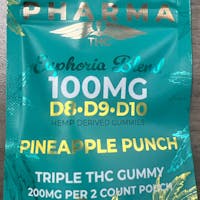 PHARMA
THC
Euphoria Blend
100MG
D8•D9•D10
HEMP DERIVED GUMMIES
PINEAPPLE PUNCH
TRIPLE THC GUMMY
200MG PER 2 COUNT POUCH